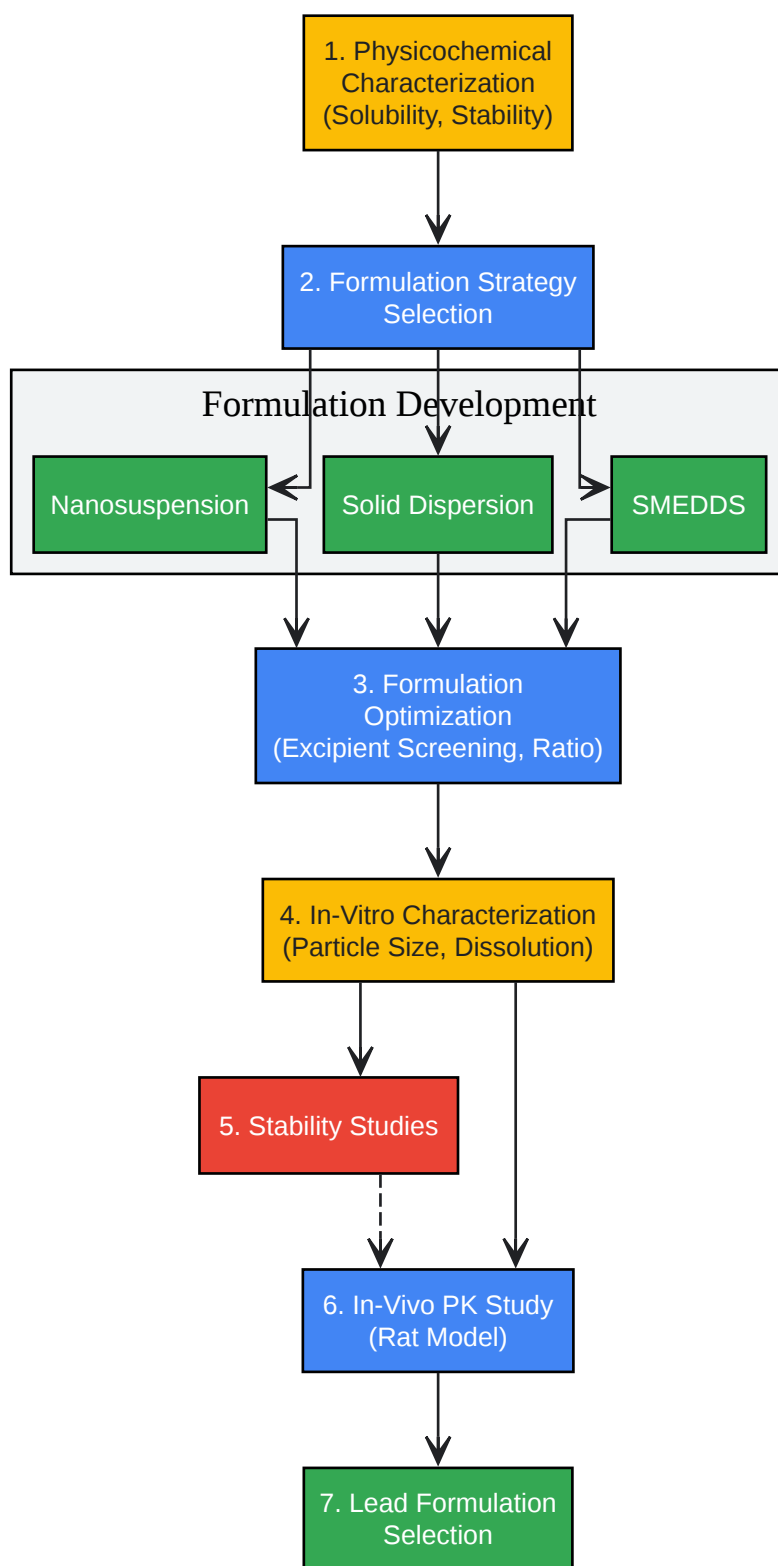 1. Physicochemical
Characterization
(Solubility, Stability)
2. Formulation Strategy
Selection
Formulation Development
Nanosuspension
Solid Dispersion
SMEDDS
3. Formulation
Optimization
(Excipient Screening, Ratio)
4. In-Vitro Characterization
(Particle Size, Dissolution)
5. Stability Studies
6. In-Vivo PK Study
(Rat Model)
7. Lead Formulation
Selection